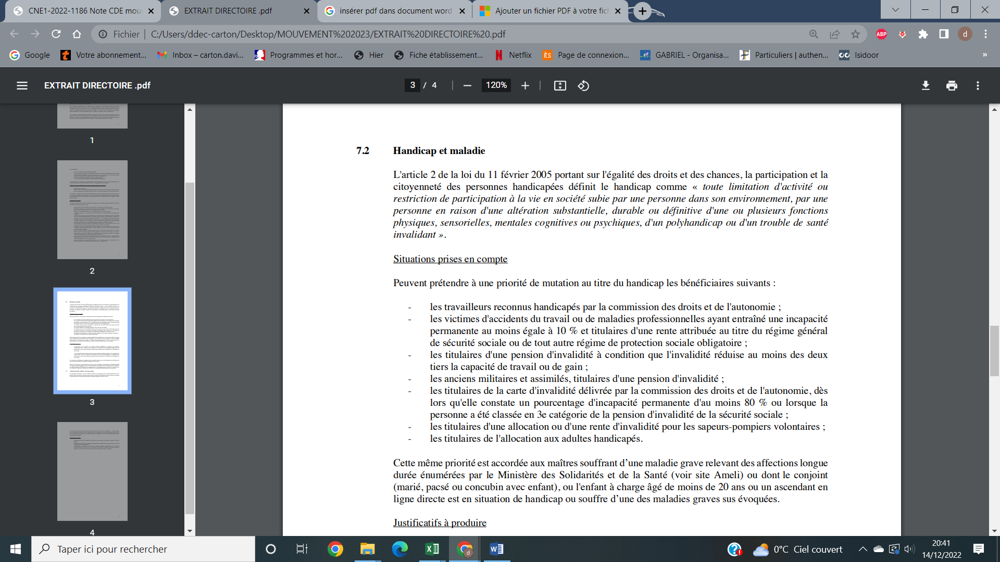 CNE1-2022-1186 Note CDE mou
EXTRAIT DIRECTOIRE .pdf
insérer pdf dans document word
Ajouter un fichier PDF à votre fich
Fichier
C:/Users/ddec-carton/Desktop/MOUVEMENT%202023/EXTRAIT%20DIRECTOIRE%20.pdf
ABP
d
Google
Votre abonnement...
Inbox – carton.davi...
Programmes et hor...
Hier
Fiche établissement...
Netflix
its
Page de connexion...
GABRIEL - Organisa...
Particuliers | authen...
Isidoor
»
EXTRAIT DIRECTOIRE .pdf
3 / 4
120%
1
2
3
4
7.2 Handicap et maladie
L'article 2 de la loi du 11 février 2005 portant sur l'égalité des droits et des chances, la participation et la
citoyenneté des personnes handicapées définit le handicap comme « toute limitation d'activité ou
restriction de participation à la vie en société subie par une personne dans son environnement, par une
personne en raison d'une altération substantielle, durable ou définitive d'une ou plusieurs fonctions
physiques, sensorielles, mentales cognitives ou psychiques, d'un polyhandicap ou d'un trouble de santé
invalidant ».
Situations prises en compte
Peuvent prétendre à une priorité de mutation au titre du handicap les bénéficiaires suivants :
- les travailleurs reconnus handicapés par la commission des droits et de l'autonomie ;
- les victimes d'accidents du travail ou de maladies professionnelles ayant entraîné une incapacité
permanente au moins égale à 10 % et titulaires d'une rente attribuée au titre du régime général
de sécurité sociale ou de tout autre régime de protection sociale obligatoire ;
- les titulaires d'une pension d'invalidité à condition que l'invalidité réduise au moins des deux
tiers la capacité de travail ou de gain ;
- les anciens militaires et assimilés, titulaires d'une pension d'invalidité ;
- les titulaires de la carte d'invalidité délivrée par la commission des droits et de l'autonomie, dès
lors qu'elle constate un pourcentage d'incapacité permanente d'au moins 80 % ou lorsque la
personne a été classée en 3e catégorie de la pension d'invalidité de la sécurité sociale ;
- les titulaires d'une allocation ou d'une rente d'invalidité pour les sapeurs-pompiers volontaires ;
- les titulaires de l'allocation aux adultes handicapés.
Cette même priorité est accordée aux maîtres souffrant d’une maladie grave relevant des affections longue
durée énumérées par le Ministère des Solidarités et de la Santé (voir site Ameli) ou dont le conjoint
(marié, pacsé ou concubin avec enfant), ou l'enfant à charge âgé de moins de 20 ans ou un ascendant en
ligne directe est en situation de handicap ou souffre d’une des maladies graves sus évoquées.
Justificatifs à produire
Taper ici pour rechercher
0°C Ciel couvert
20:41
14/12/2022